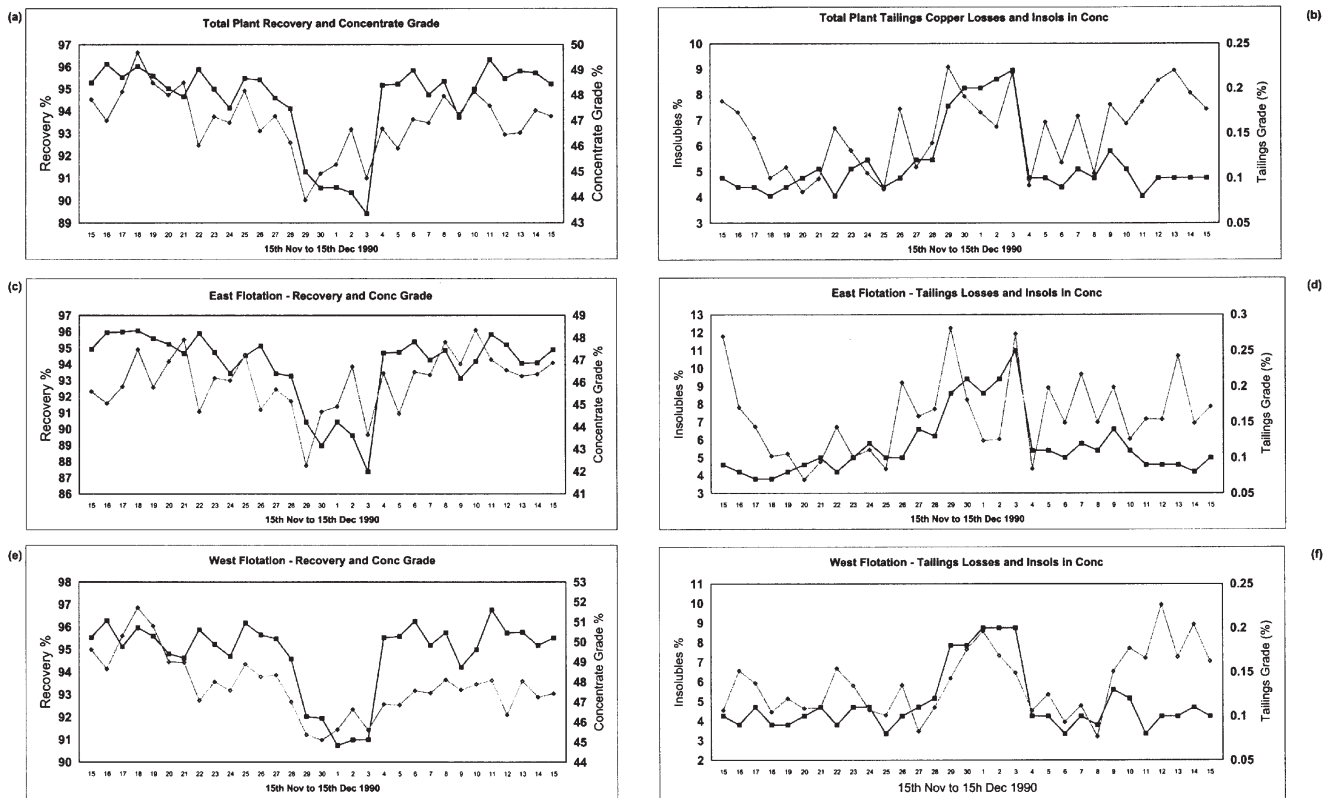 (a)
Total Plant Recovery and Concentrate Grade
97
96
95
94
93
92
91
90
89
Recovery %
50
49
48
47
46
45
44
43
Concentrate Grade %
15 16 17 18 19 20 21 22 23 24 25 26 27 28 29 30 1 2 3 4 5 6 7 8 9 10 11 12 13 14 15
15th Nov to 15th Dec 1990
(b)
Total Plant Tailings Copper Losses and Insols in Conc
10
9
8
7
6
5
4
3
Insolubles %
0.25
0.2
0.15
0.1
0.05
Tailings Grade (%)
15 16 17 18 19 20 21 22 23 24 25 26 27 28 29 30 1 2 3 4 5 6 7 8 9 10 11 12 13 14 15
15th Nov to 15th Dec 1990
(c)
East Flotation - Recovery and Conc Grade
97
96
95
94
93
92
91
90
89
88
87
86
Recovery %
49
48
47
46
45
44
43
42
41
Concentrate Grade %
15 16 17 18 19 20 21 22 23 24 25 26 27 28 29 30 1 2 3 4 5 6 7 8 9 10 11 12 13 14 15
15th Nov to 15th Dec 1990
(d)
East Flotation - Tailings Losses and Insols in Conc
13
12
11
10
9
8
7
6
5
4
3
Insolubles %
0.3
0.25
0.2
0.15
0.1
0.05
Tailings Grade (%)
15 16 17 18 19 20 21 22 23 24 25 26 27 28 29 30 1 2 3 4 5 6 7 8 9 10 11 12 13 14 15
15th Nov to 15th Dec 1990
(e)
West Flotation - Recovery and Conc Grade
98
97
96
95
94
93
92
91
90
Recovery %
53
52
51
50
49
48
47
46
45
44
Concentrate Grade %
15 16 17 18 19 20 21 22 23 24 25 26 27 28 29 30 1 2 3 4 5 6 7 8 9 10 11 12 13 14 15
15th Nov to 15th Dec 1990
(f)
West Flotation - Tailings Losses and Insols in Conc
11
10
9
8
7
6
5
4
3
2
Insolubles %
0.25
0.2
0.15
0.1
0.05
Tailings Grade (%)
15 16 17 18 19 20 21 22 23 24 25 26 27 28 29 30 1 2 3 4 5 6 7 8 9 10 11 12 13 14 15
15th Nov to 15h Dec 1990